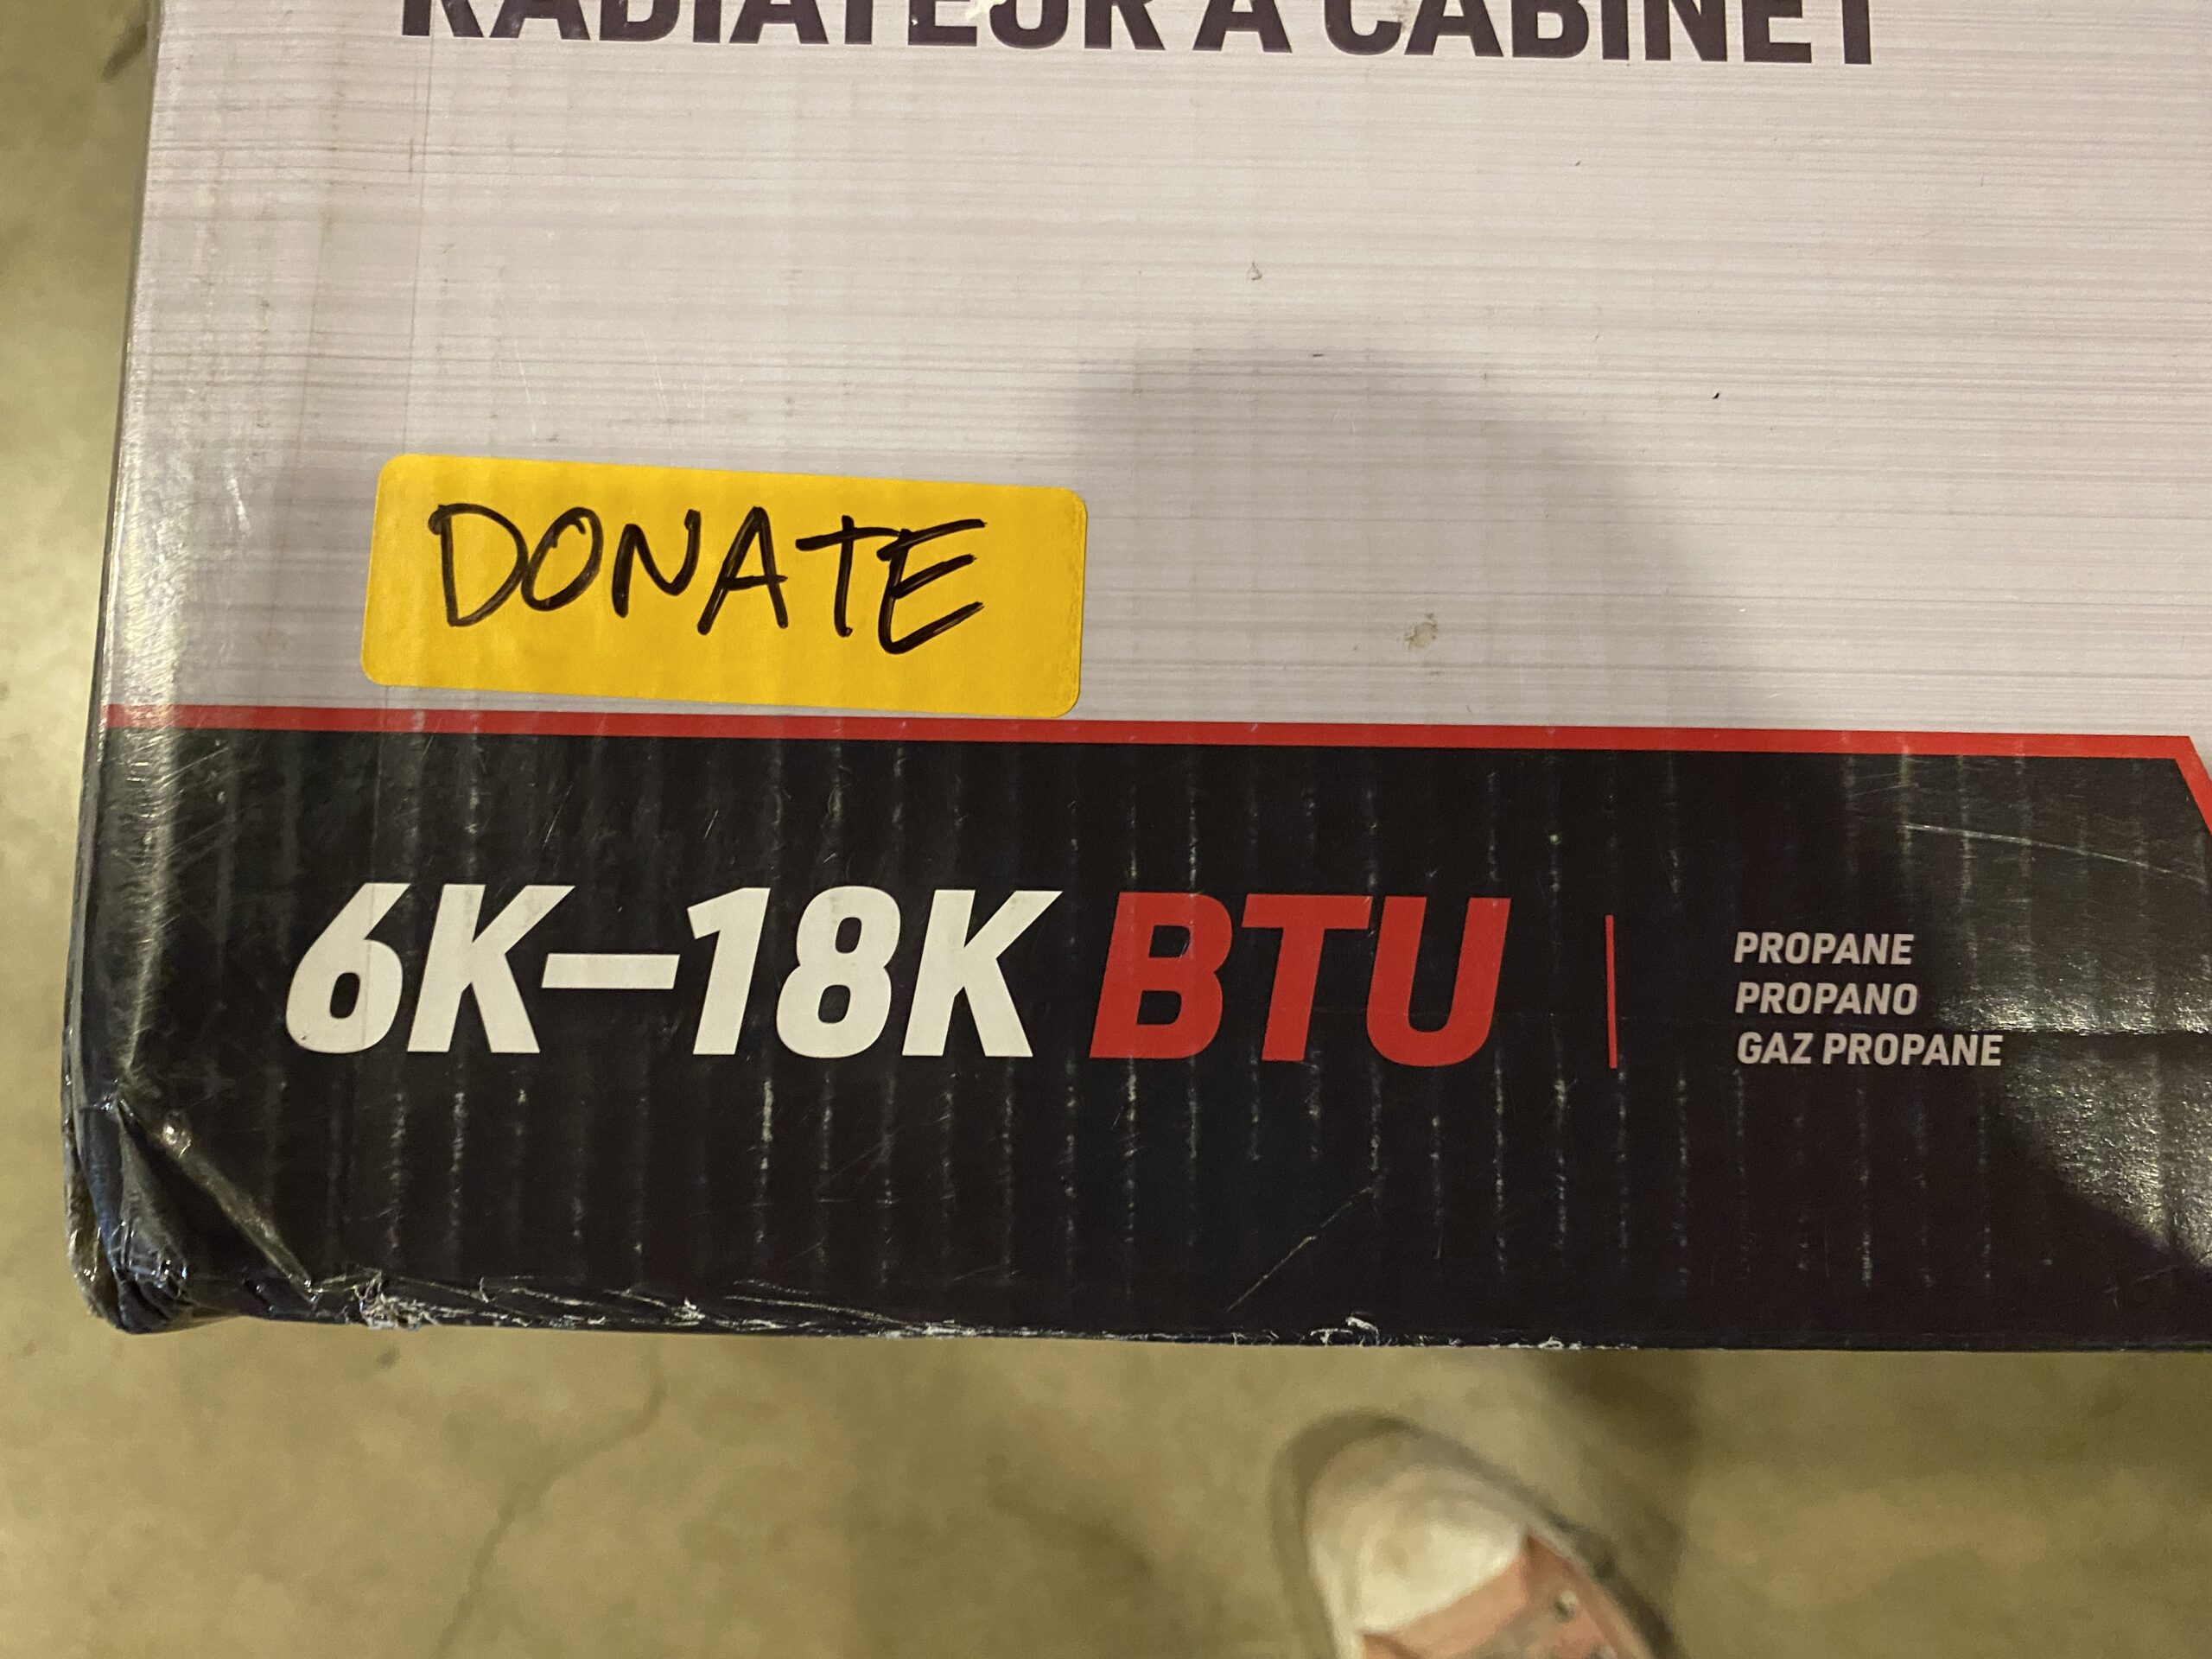 RADIATEUR À CABINET
DONATE
6K–18K BTU
PROPANE
PROPANO
GAZ PROPANE